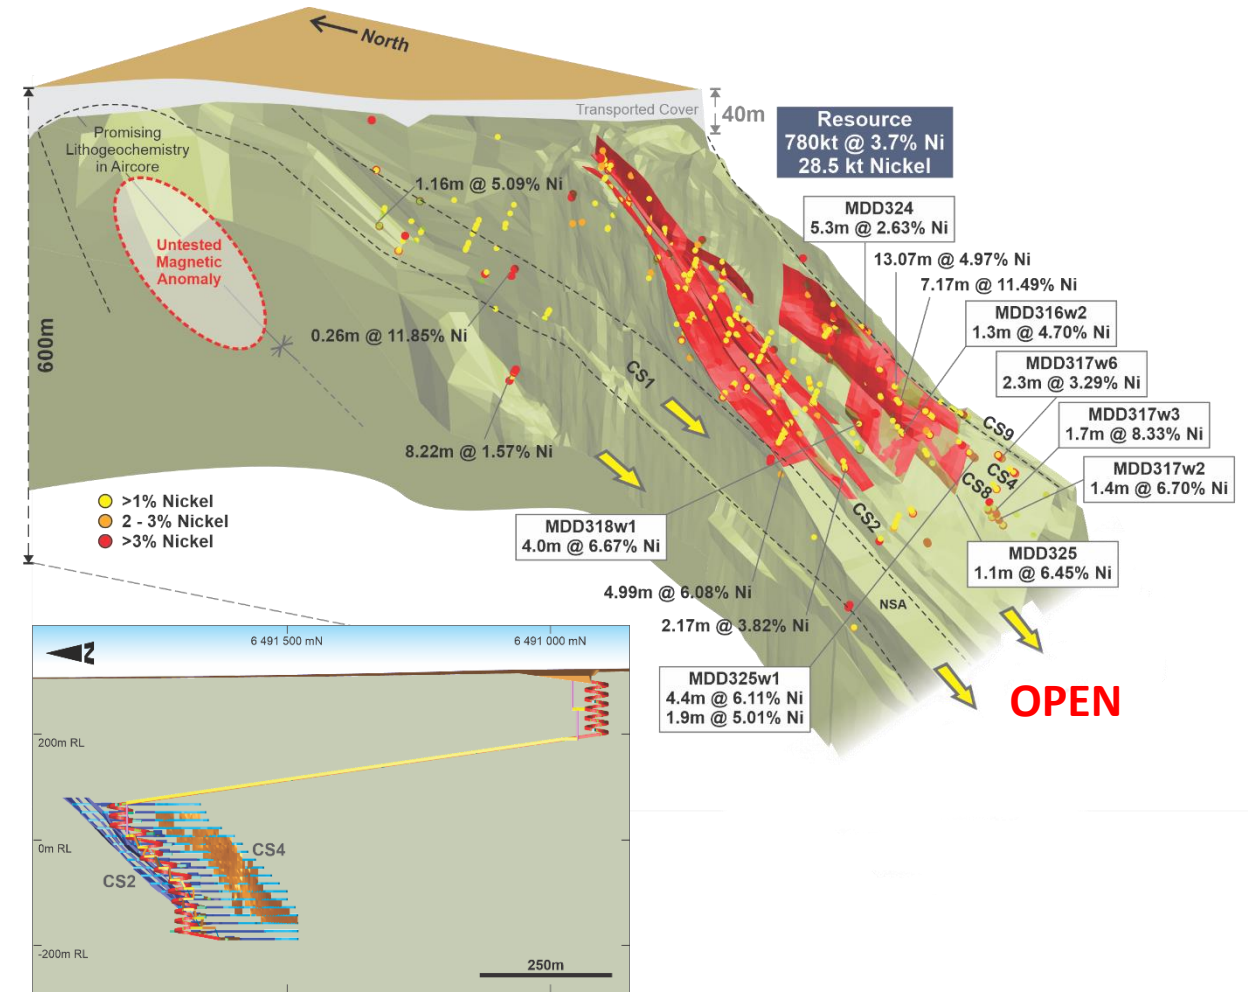 North
Transported Cover
40m
Resource
780kt @ 3.7% Ni
28.5 kt Nickel
Promising
Lithogeochemistry
in Aircore
Untested
Magnetic
Anomaly
600m
1.16m @ 5.09% Ni
0.26m @ 11.85% Ni
8.22m @ 1.57% Ni
MDD324
5.3m @ 2.63% Ni
13.07m @ 4.97% Ni
7.17m @ 11.49% Ni
MDD316w2
1.3m @ 4.70% Ni
MDD317w6
2.3m @ 3.29% Ni
MDD317w3
1.7m @ 8.33% Ni
MDD317w2
1.4m @ 6.70% Ni
CS1
CS9
CS4
CS8
CS2
>1% Nickel
2 - 3% Nickel
>3% Nickel
MDD318w1
4.0m @ 6.67% Ni
MDD325
1.1m @ 6.45% Ni
4.99m @ 6.08% Ni
2.17m @ 3.82% Ni
NSA
MDD325w1
4.4m @ 6.11% Ni
1.9m @ 5.01% Ni
OPEN
N
6 491 500 mN
6 491 000 mN
200m RL
0m RL
-200m RL
CS4
CS2
250m